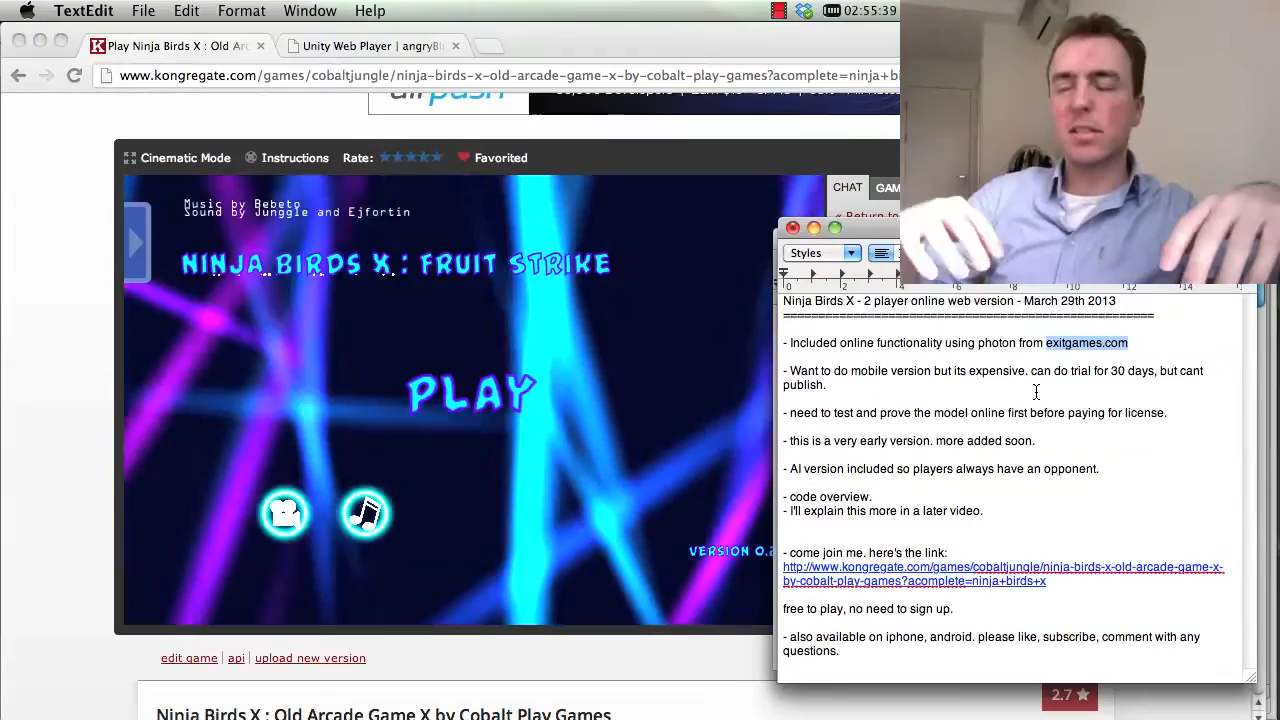 TextEdit File Edit Format Window Help
02:55:39
Play Ninja Birds X : Old Arc
Unity Web Player | angryBi
www.kongregate.com/games/cobaltjungle/ninja-birds-x-old-arcade-game-x-by-cobalt-play-games?acomplete=ninja+b
airpush
Cinematic Mode Instructions Rate: Favorited
CHAT GAM
« Return to
Music by Bebeto
Sound by Junggle and Ejfortin
NINJA BIRDS X : FRUIT STRIKE
PLAY
VERSION 0.2
Styles
0 6 8 10 12 14
Ninja Birds X - 2 player online web version - March 29th 2013
=====================================================
- Included online functionality using photon from exitgames.com
- Want to do mobile version but its expensive. can do trial for 30 days, but cant
publish.
- need to test and prove the model online first before paying for license.
- this is a very early version. more added soon.
- AI version included so players always have an opponent.
- code overview.
- I'll explain this more in a later video.
- come join me. here's the link:
http://www.kongregate.com/games/cobaltjungle/ninja-birds-x-old-arcade-game-x-
by-cobalt-play-games?acomplete=ninja+birds+x
free to play, no need to sign up.
- also available on iphone, android. please like, subscribe, comment with any
questions.
edit game | api | upload new version
2.7
Ninja Birds X : Old Arcade Game X by Cobalt Play Games